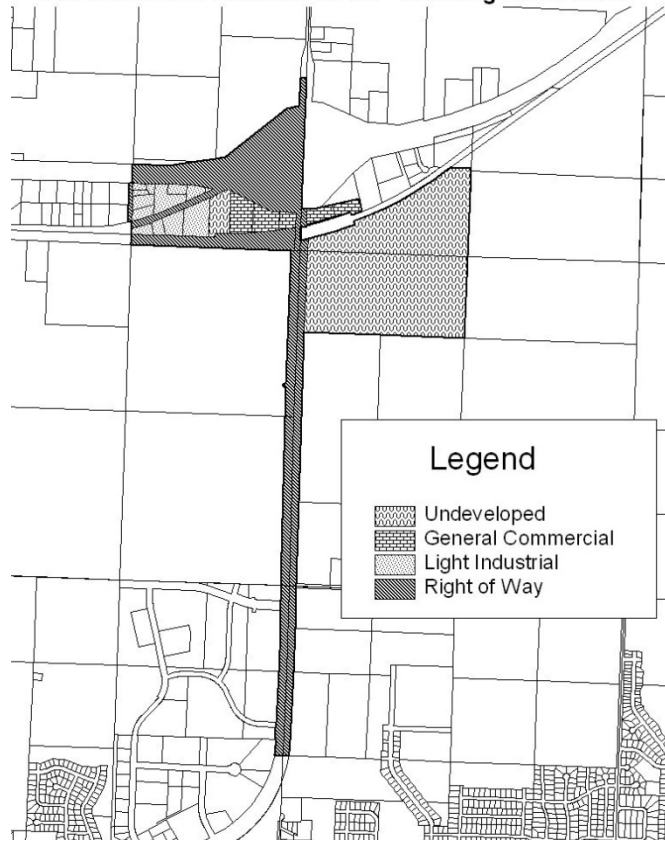 Legend
Undeveloped
General Commercial
Light Industrial
Right of Way